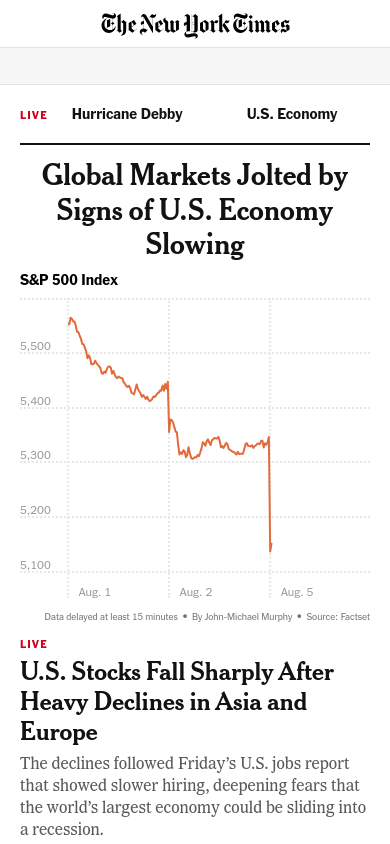 The New York Times
LIVE Hurricane Debby U.S. Economy
Global Markets Jolted by
Signs of U.S. Economy
Slowing
S&P 500 Index
5,500
5,400
5,300
5,200
5,100
Aug. 1 Aug. 2 Aug. 5
Data delayed at least 15 minutes • By John-Michael Murphy • Source: Factset
LIVE
U.S. Stocks Fall Sharply After
Heavy Declines in Asia and
Europe
The declines followed Friday’s U.S. jobs report
that showed slower hiring, deepening fears that
the world’s largest economy could be sliding into
a recession.